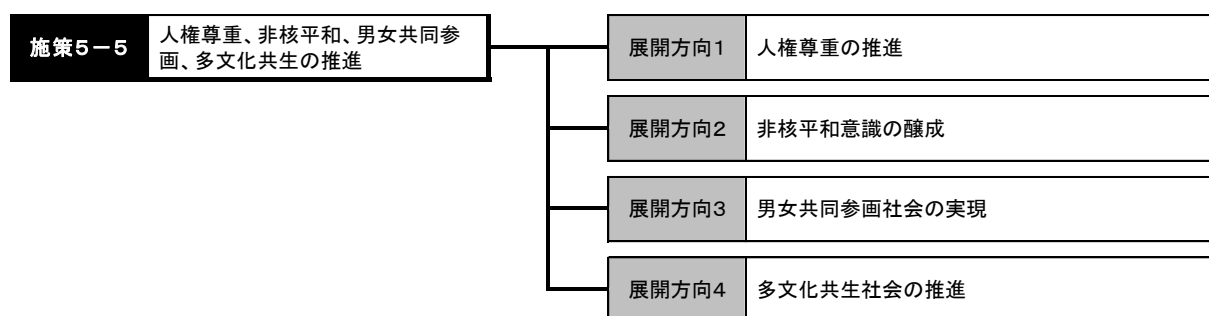 施策5－5
人権尊重、非核平和、男女共同参
画、多文化共生の推進
展開方向1
人権尊重の推進
展開方向2
非核平和意識の醸成
展開方向3
男女共同参画社会の実現
展開方向4
多文化共生社会の推進